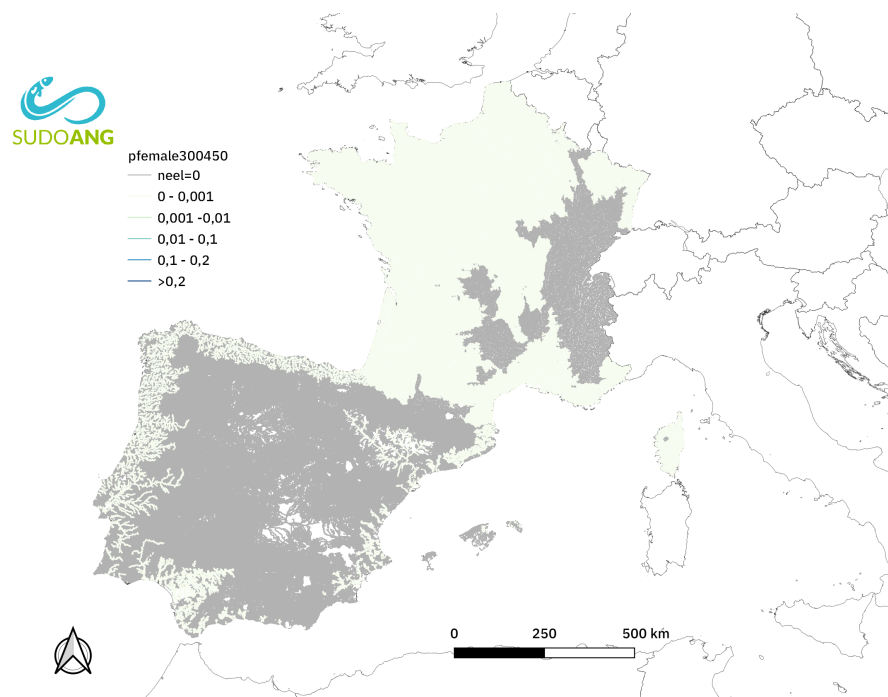 SUDOANG
pfemale300450
neel=0
0 - 0,001
0,001 -0,01
0,01 - 0,1
0,1 - 0,2
>0,2
0 250 500 km